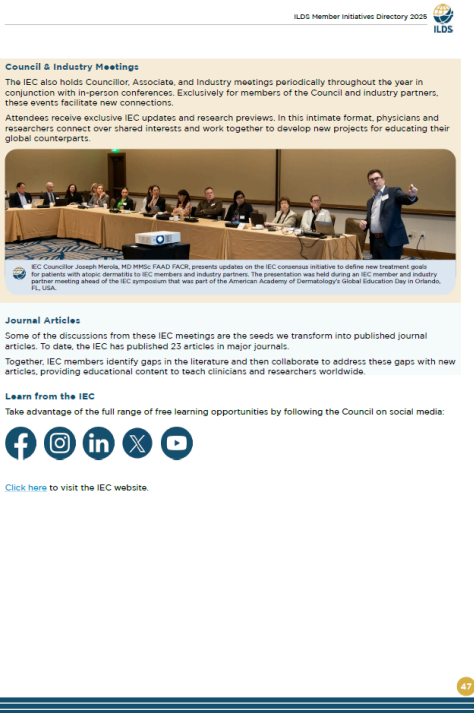 ILDS Member Initiatives Directory 2025
ILDS
Council & Industry Meetings
The IEC also holds Councillor, Associate, and Industry meetings periodically throughout the year in
conjunction with in-person conferences. Exclusively for members of the Council and industry partners,
these events facilitate new connections.
Attendees receive exclusive IEC updates and research previews. In this intimate format, physicians and
researchers connect over shared interests and work together to develop new projects for educating their
global counterparts.
IEC Councillor Joseph Merola, MD MMSc FAAD FACR, presents updates on the IEC consensus initiative to define new treatment goals
for patients with atopic dermatitis to IEC members and industry partners. The presentation was held during an IEC member and industry
partner meeting ahead of the IEC symposium that was part of the American Academy of Dermatology's Global Education Day in Orlando,
FL, USA.
Journal Articles
Some of the discussions from these IEC meetings are the seeds we transform into published journal
articles. To date, the IEC has published 23 articles in major journals.
Together, IEC members identify gaps in the literature and then collaborate to address these gaps with new
articles, providing educational content to teach clinicians and researchers worldwide.
Learn from the IEC
Take advantage of the full range of free learning opportunities by following the Council on social media:
Click here to visit the IEC website.
47